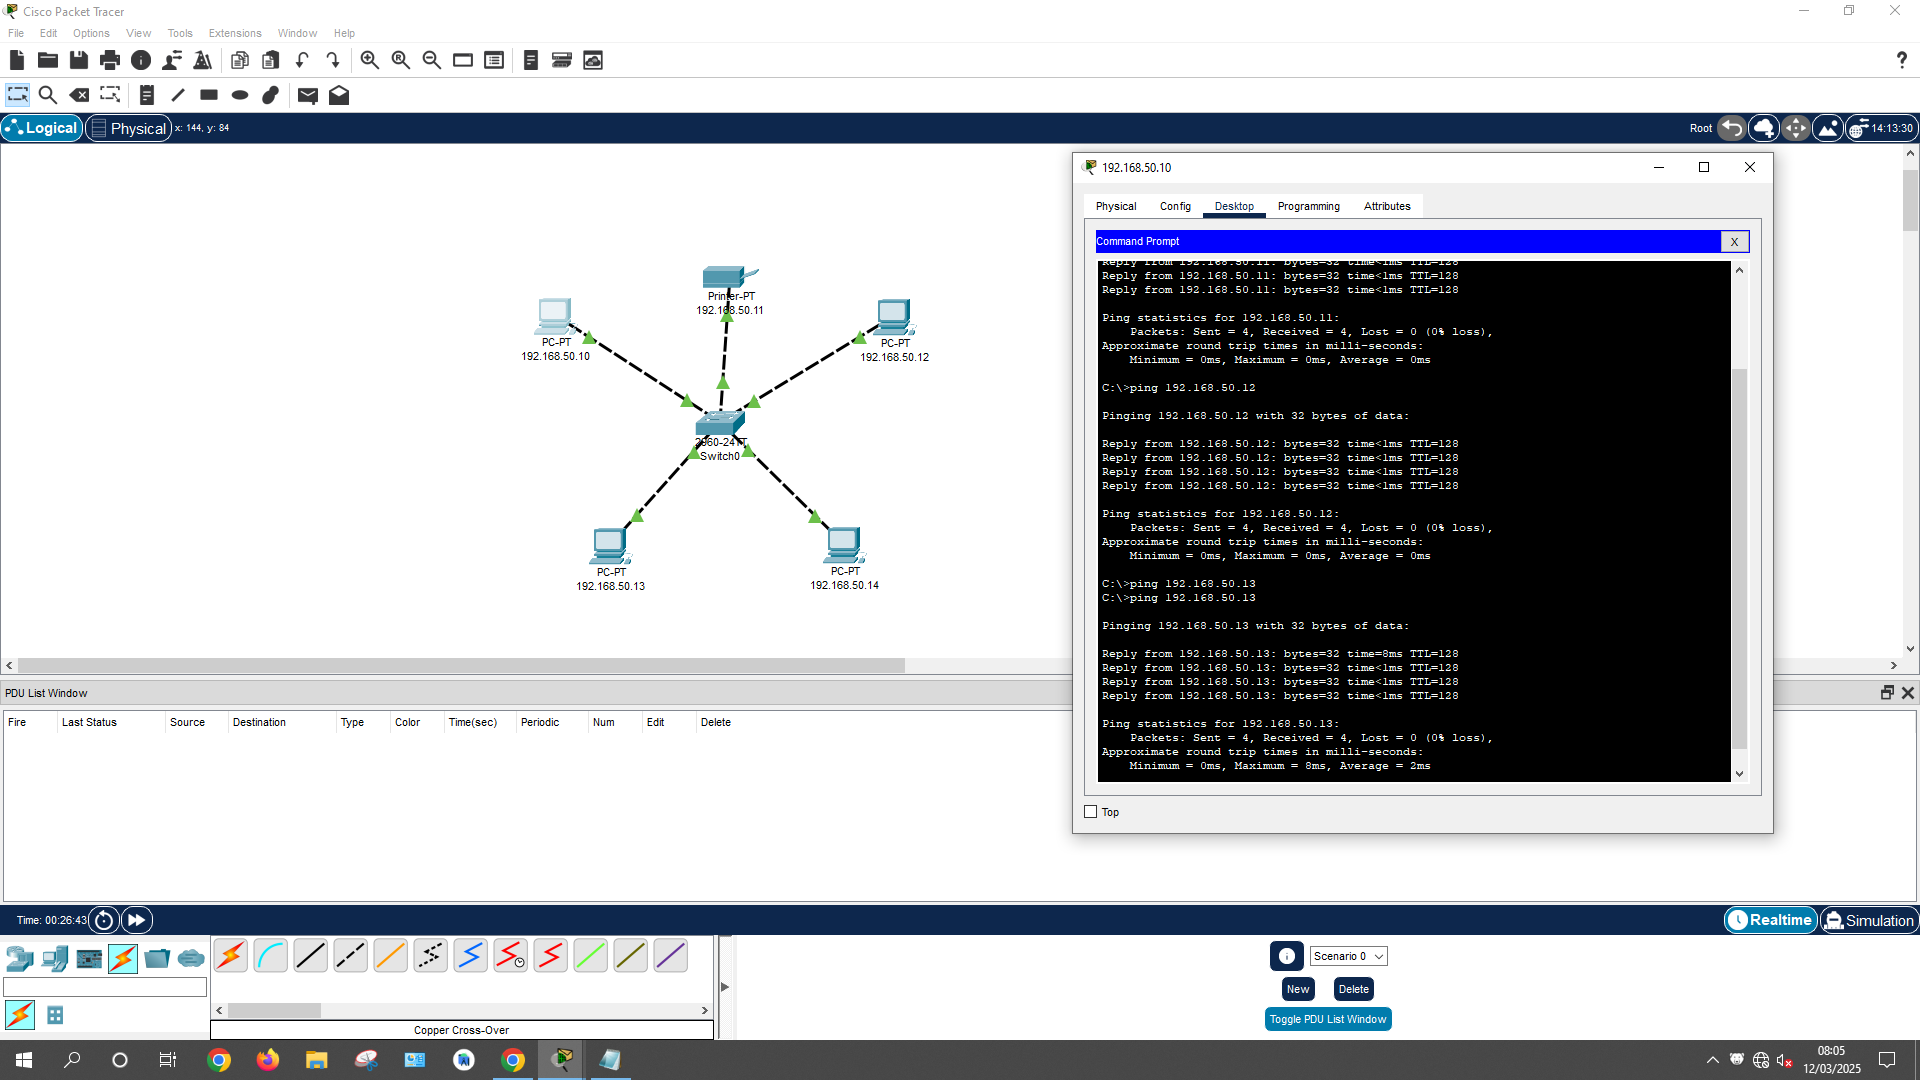 Cisco Packet Tracer
File Edit Options View Tools Extensions Window Help
Logical Physical x: 144, y: 84 Root 14:13:30
Printer-PT
192.168.50.11
PC-PT
192.168.50.10
PC-PT
192.168.50.12
2960-24TT
Switch0
PC-PT
192.168.50.13
PC-PT
192.168.50.14
192.168.50.10
Physical Config Desktop Programming Attributes
Command Prompt X
Reply from 192.168.50.11: bytes=32 time<1ms TTL=128
Reply from 192.168.50.11: bytes=32 time<1ms TTL=128
Reply from 192.168.50.11: bytes=32 time<1ms TTL=128
Ping statistics for 192.168.50.11:
Packets: Sent = 4, Received = 4, Lost = 0 (0% loss),
Approximate round trip times in milli-seconds:
Minimum = 0ms, Maximum = 0ms, Average = 0ms
C:\>ping 192.168.50.12
Pinging 192.168.50.12 with 32 bytes of data:
Reply from 192.168.50.12: bytes=32 time<1ms TTL=128
Reply from 192.168.50.12: bytes=32 time<1ms TTL=128
Reply from 192.168.50.12: bytes=32 time<1ms TTL=128
Reply from 192.168.50.12: bytes=32 time<1ms TTL=128
Ping statistics for 192.168.50.12:
Packets: Sent = 4, Received = 4, Lost = 0 (0% loss),
Approximate round trip times in milli-seconds:
Minimum = 0ms, Maximum = 0ms, Average = 0ms
C:\>ping 192.168.50.13
C:\>ping 192.168.50.13
Pinging 192.168.50.13 with 32 bytes of data:
Reply from 192.168.50.13: bytes=32 time=8ms TTL=128
Reply from 192.168.50.13: bytes=32 time<1ms TTL=128
Reply from 192.168.50.13: bytes=32 time<1ms TTL=128
Reply from 192.168.50.13: bytes=32 time<1ms TTL=128
Ping statistics for 192.168.50.13:
Packets: Sent = 4, Received = 4, Lost = 0 (0% loss),
Approximate round trip times in milli-seconds:
Minimum = 0ms, Maximum = 8ms, Average = 2ms
Top
PDU List Window
Fire Last Status Source Destination Type Color Time(sec) Periodic Num Edit Delete
Time: 00:26:43 Realtime Simulation
Scenario 0
New Delete
Toggle PDU List Window
Copper Cross-Over
08:05
12/03/2025